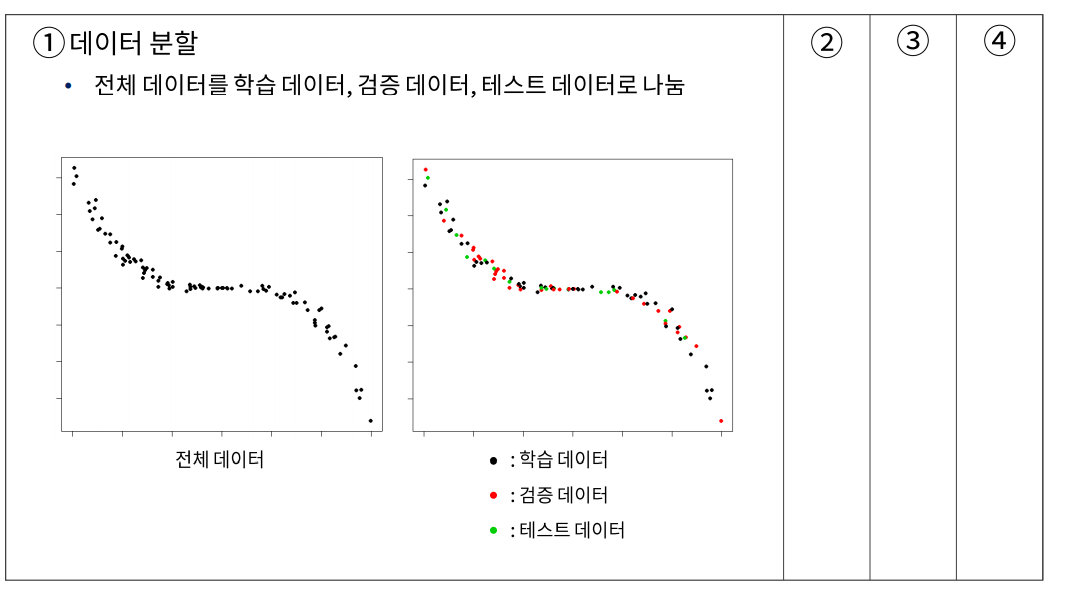 ① 데이터 분할
• 전체 데이터를 학습 데이터, 검증 데이터, 테스트 데이터로 나눔
전체 데이터
: 학습 데이터
: 검증 데이터
: 테스트 데이터
②
③
④